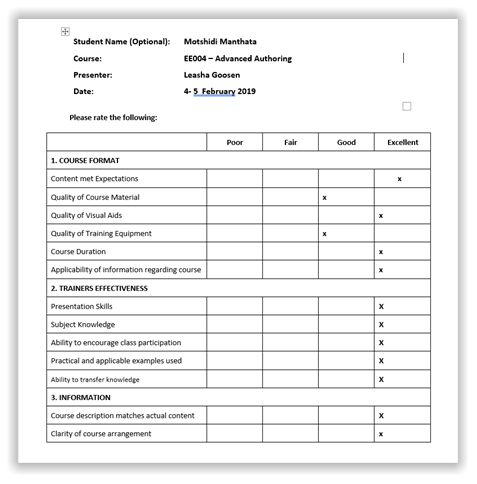 Student Name (Optional): Motshidi Manthata
Course: EE004 – Advanced Authoring
Presenter: Leasha Goosen
Date: 4- 5 February 2019
Please rate the following:
Poor Fair Good Excellent
1. COURSE FORMAT
Content met Expectations x
Quality of Course Material x
Quality of Visual Aids x
Quality of Training Equipment x
Course Duration x
Applicability of information regarding course x
2. TRAINERS EFFECTIVENESS
Presentation Skills X
Subject Knowledge X
Ability to encourage class participation X
Practical and applicable examples used X
Ability to transfer knowledge X
3. INFORMATION
Course description matches actual content X
Clarity of course arrangement x